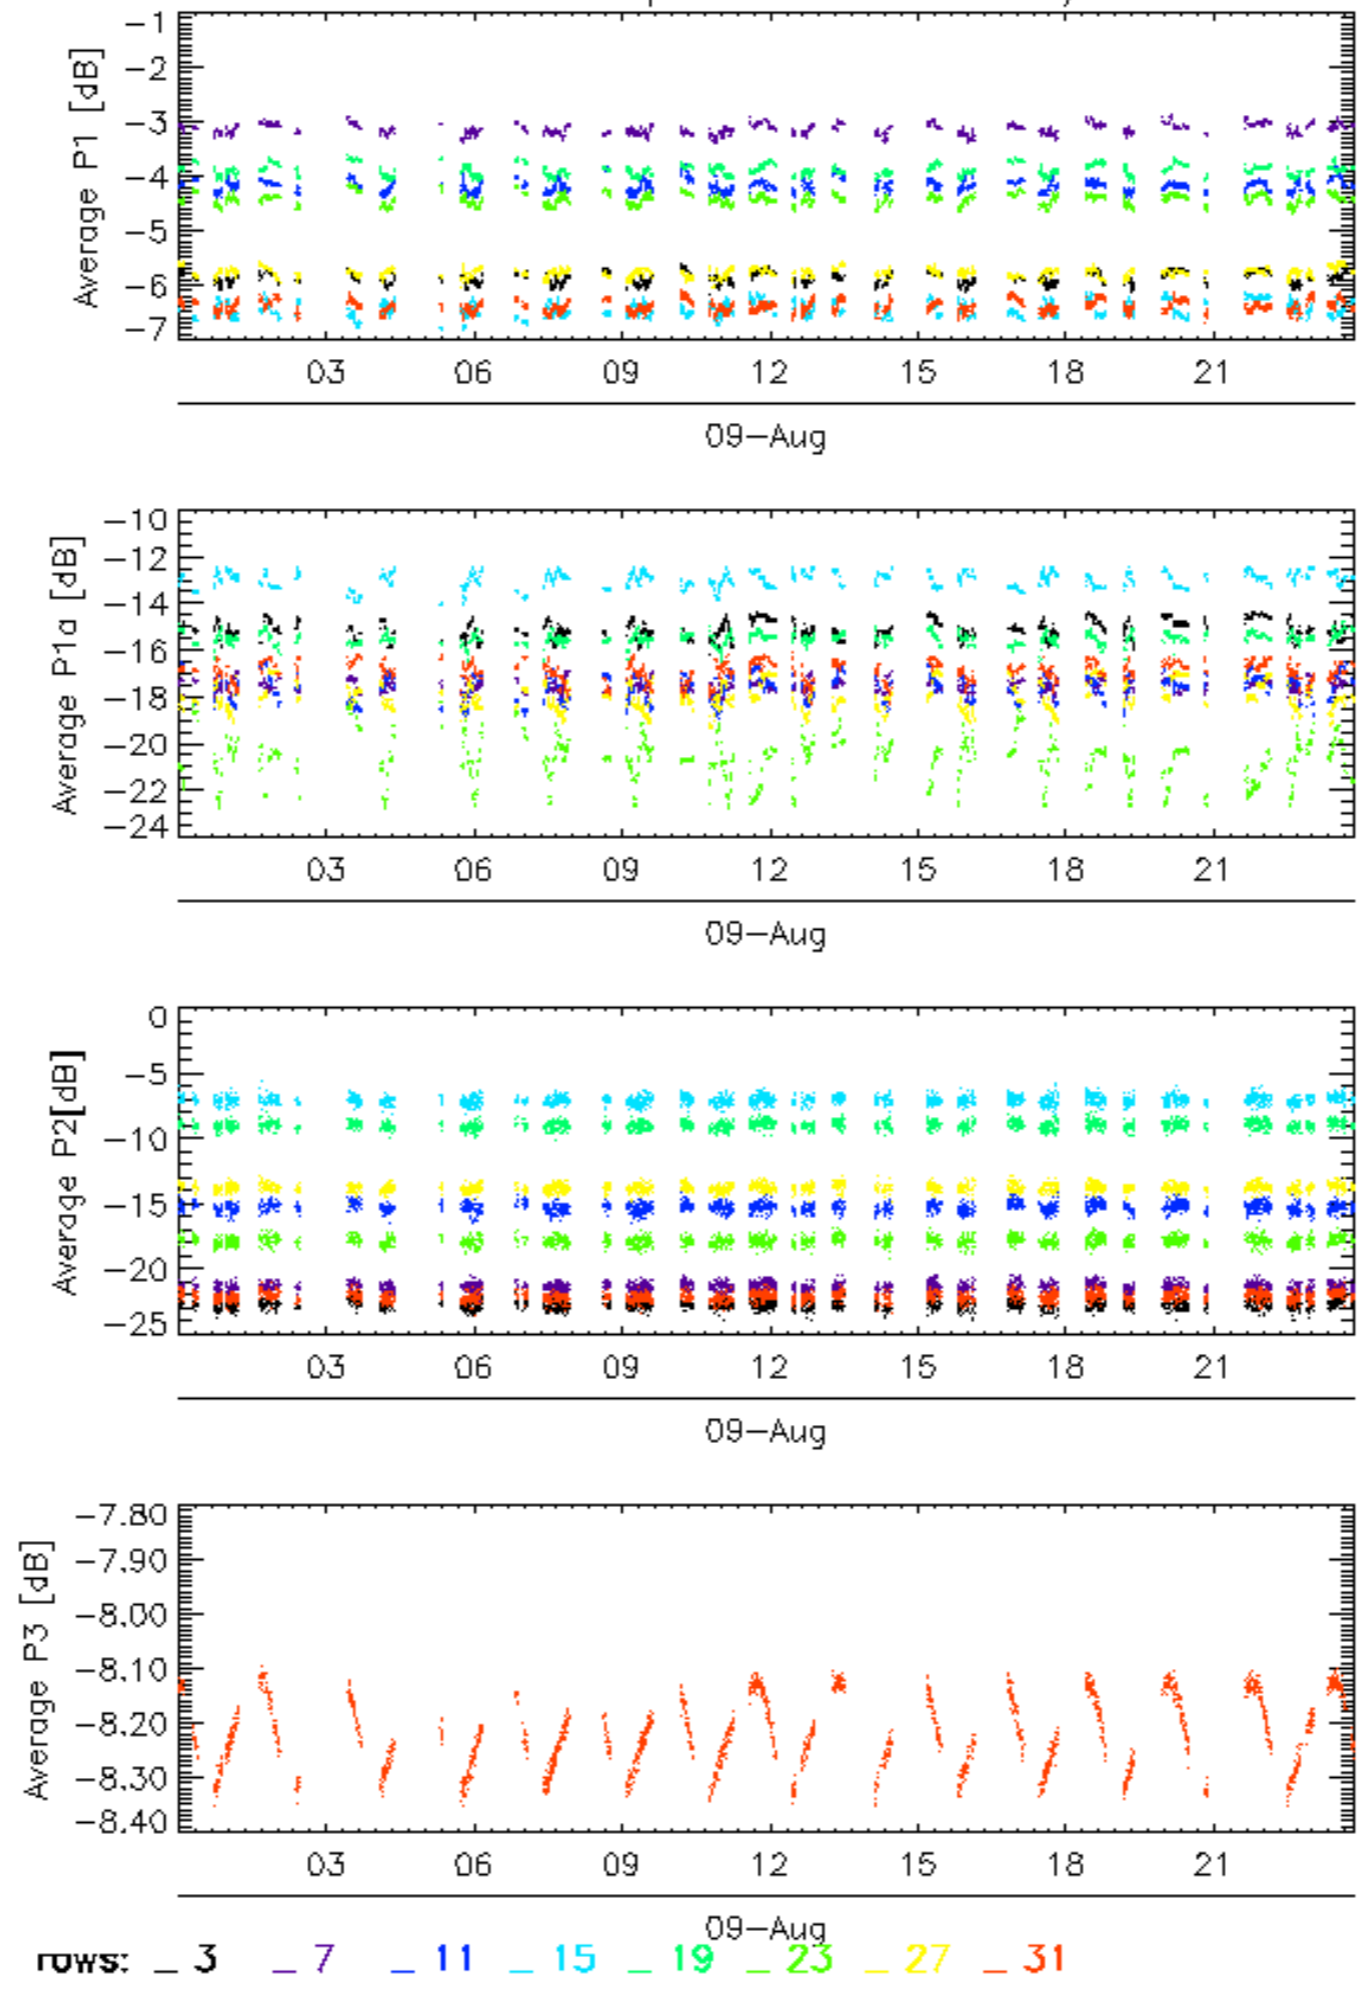 Average P1 [dB]
−1
−2
−3
−4
−5
−6
−7
03 06 09 12 15 18 21
09−Aug
Average P1a [dB]
−10
−12
−14
−16
−18
−20
−22
−24
03 06 09 12 15 18 21
09−Aug
Average P2[dB]
0
−5
−10
−15
−20
−25
03 06 09 12 15 18 21
09−Aug
Average P3 [dB]
−7.80
−7.90
−8.00
−8.10
−8.20
−8.30
−8.40
03 06 09 12 15 18 21
09−Aug
rows: _ 3 _ 7 _ 11 _ 15 _ 19 _ 23 _ 27 _ 31